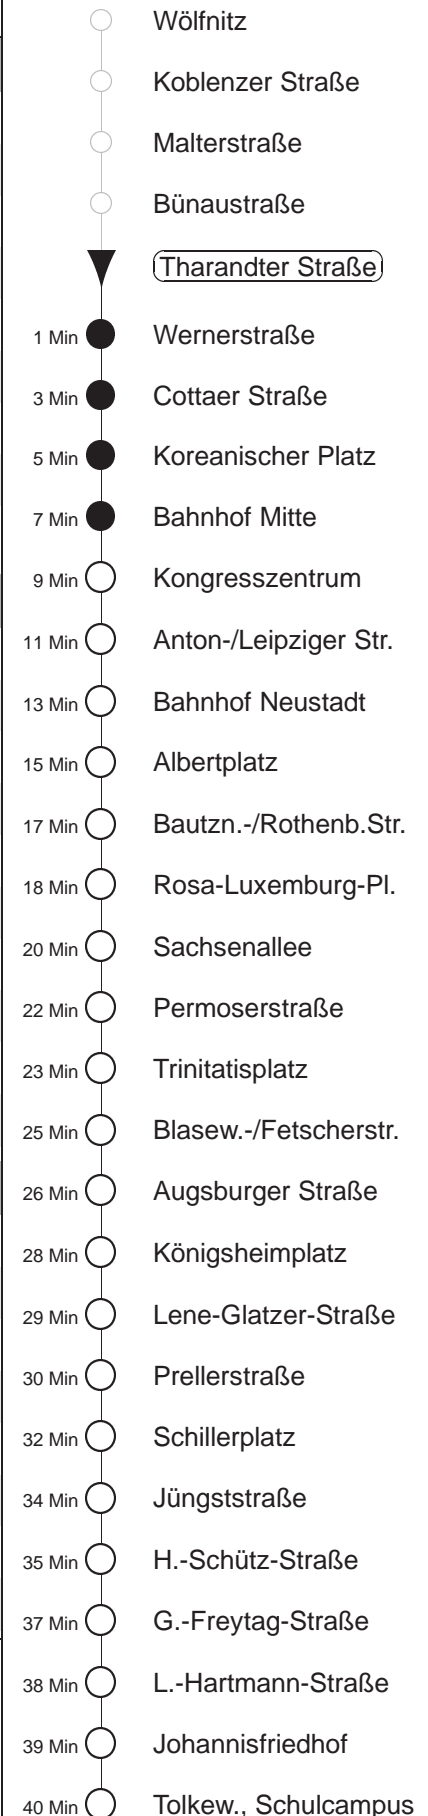 Wölfnitz
Koblenzer Straße
Malterstraße
Bünaustraße
Tharandter Straße
1 Min Wernerstraße
3 Min Cottaer Straße
5 Min Koreanischer Platz
7 Min Bahnhof Mitte
9 Min Kongresszentrum
11 Min Anton-/Leipziger Str.
13 Min Bahnhof Neustadt
15 Min Albertplatz
17 Min Bautzn.-/Rothenb.Str.
18 Min Rosa-Luxemburg-Pl.
20 Min Sachsenallee
22 Min Permoserstraße
23 Min Trinitatisplatz
25 Min Blasew.-/Fetscherstr.
26 Min Augsburger Straße
28 Min Königsheimplatz
29 Min Lene-Glatzer-Straße
30 Min Prellerstraße
32 Min Schillerplatz
34 Min Jüngststraße
35 Min H.-Schütz-Straße
37 Min G.-Freytag-Straße
38 Min L.-Hartmann-Straße
39 Min Johannisfriedhof
40 Min Tolkew., Schulcampus